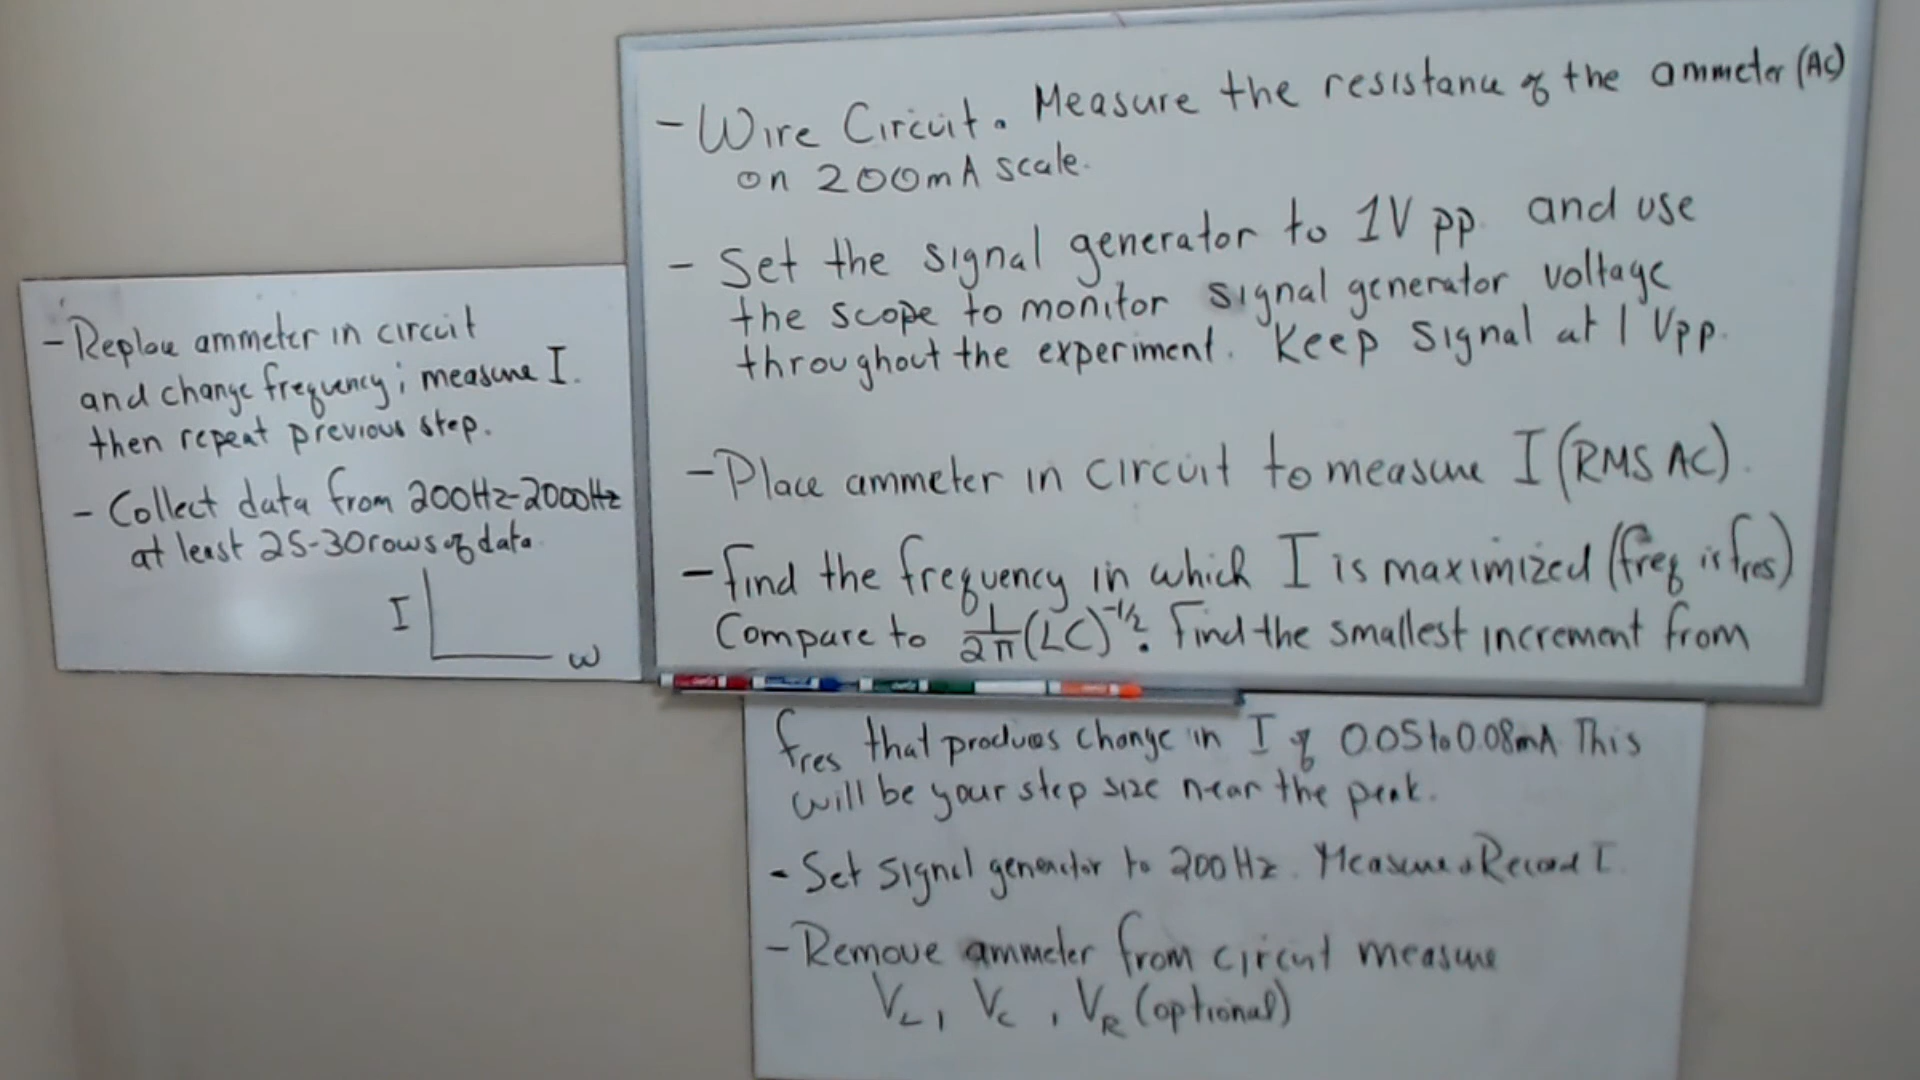 - Wire Circuit. Measure the resistance of the ammeter (AC)
on 200mA scale.
- Set the signal generator to 1V pp. and use
the scope to monitor signal generator voltage
throughout the experiment. Keep signal at 1 Vpp.
- Place ammeter in circuit to measure I (RMS AC).
- Find the frequency in which I is maximized (freq is fres)
Compare to 1/2π (LC)^-1/2. Find the smallest increment from
fres that produces change in I of 0.05 to 0.08mA. This
will be your step size near the peak.
- Set signal generator to 200 Hz. Measure & Record I.
- Remove ammeter from circuit measure
VL, VC, VR (optional)
- Replace ammeter in circuit
and change frequency; measure I.
then repeat previous step.
- Collect data from 200Hz-2000Hz
at least 25-30 rows of data.
I
ω